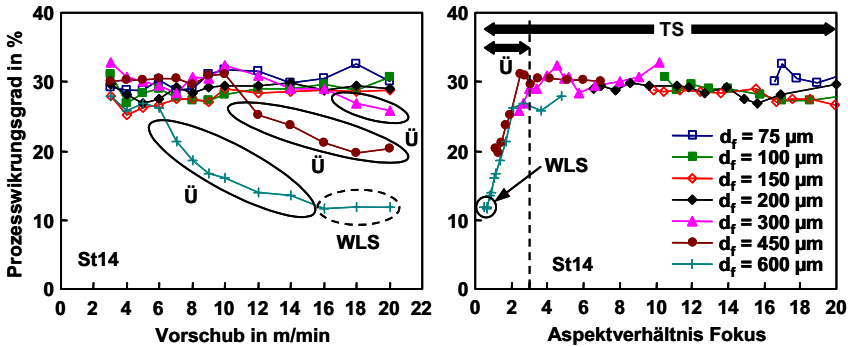 Prozesswikrungsgrad in %
40
30
20
10
0
0 2 4 6 8 10 12 14 16 18 20 22
Vorschub in m/min
St14
Ü
Ü
Ü
WLS
40
30
20
10
0
0 2 4 6 8 10 12 14 16 18 20
Aspektverhältnis Fokus
TS
Ü
WLS
St14
d_f = 75 µm
d_f = 100 µm
d_f = 150 µm
d_f = 200 µm
d_f = 300 µm
d_f = 450 µm
d_f = 600 µm